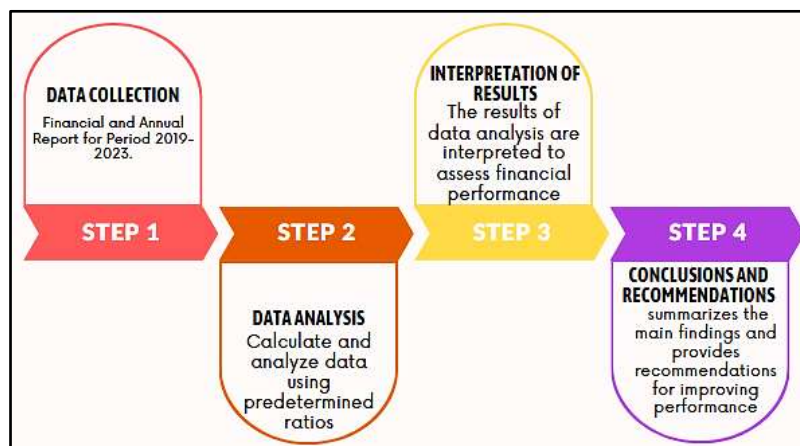 DATA COLLECTION
Financial and Annual
Report for Period 2019-
2023.
STEP 1
STEP 2
DATA ANALYSIS
Calculate and
analyze data
using
predetermined
ratios
INTERPRETATION OF
RESULTS
The results of
data analysis are
interpreted to
assess financial
performance
STEP 3
STEP 4
CONCLUSIONS AND
RECOMMENDATIONS
summarizes the
main findings and
provides
recommendations
for improving
performance